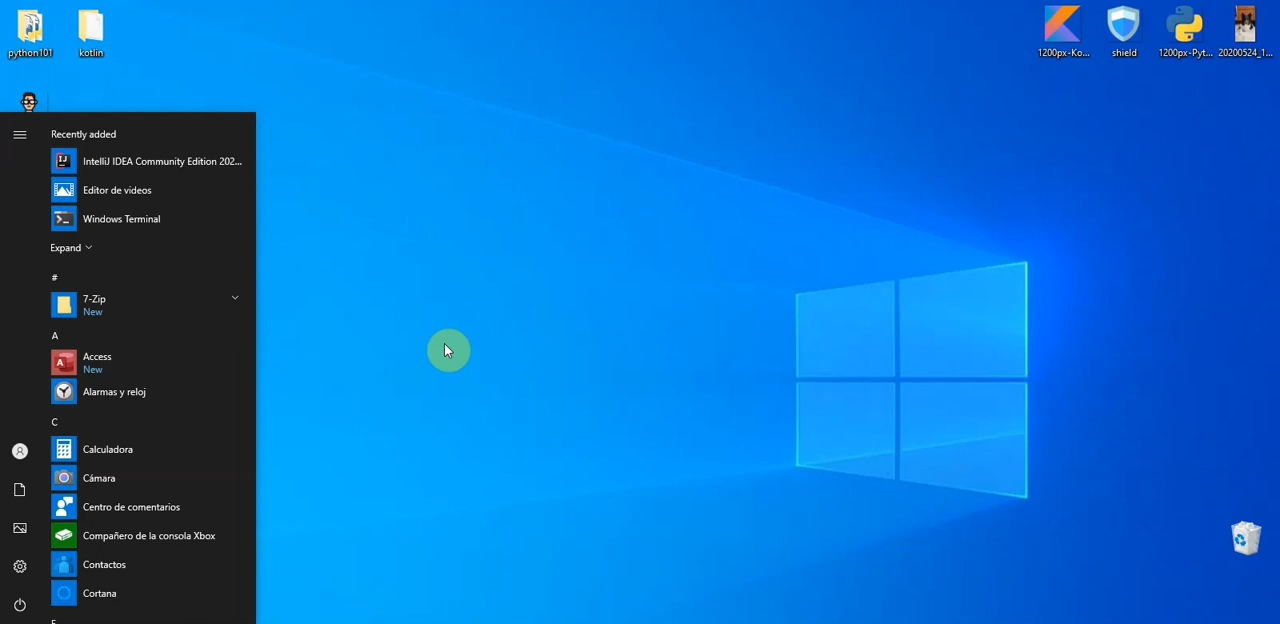 python101
kotlin
1200px-Ko...
shield
1200px-Pyt...
20200524_1...
Recently added
IntelliJ IDEA Community Edition 202...
Editor de videos
Windows Terminal
Expand
#
7-Zip
New
A
Access
New
Alarmas y reloj
C
Calculadora
Cámara
Centro de comentarios
Compañero de la consola Xbox
Contactos
Cortana